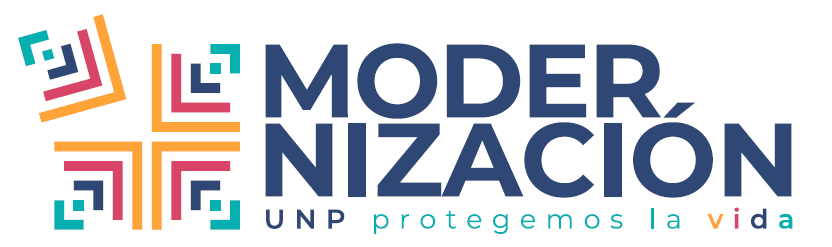 MODER
NIZACIÓN
UNP protegemos la vida